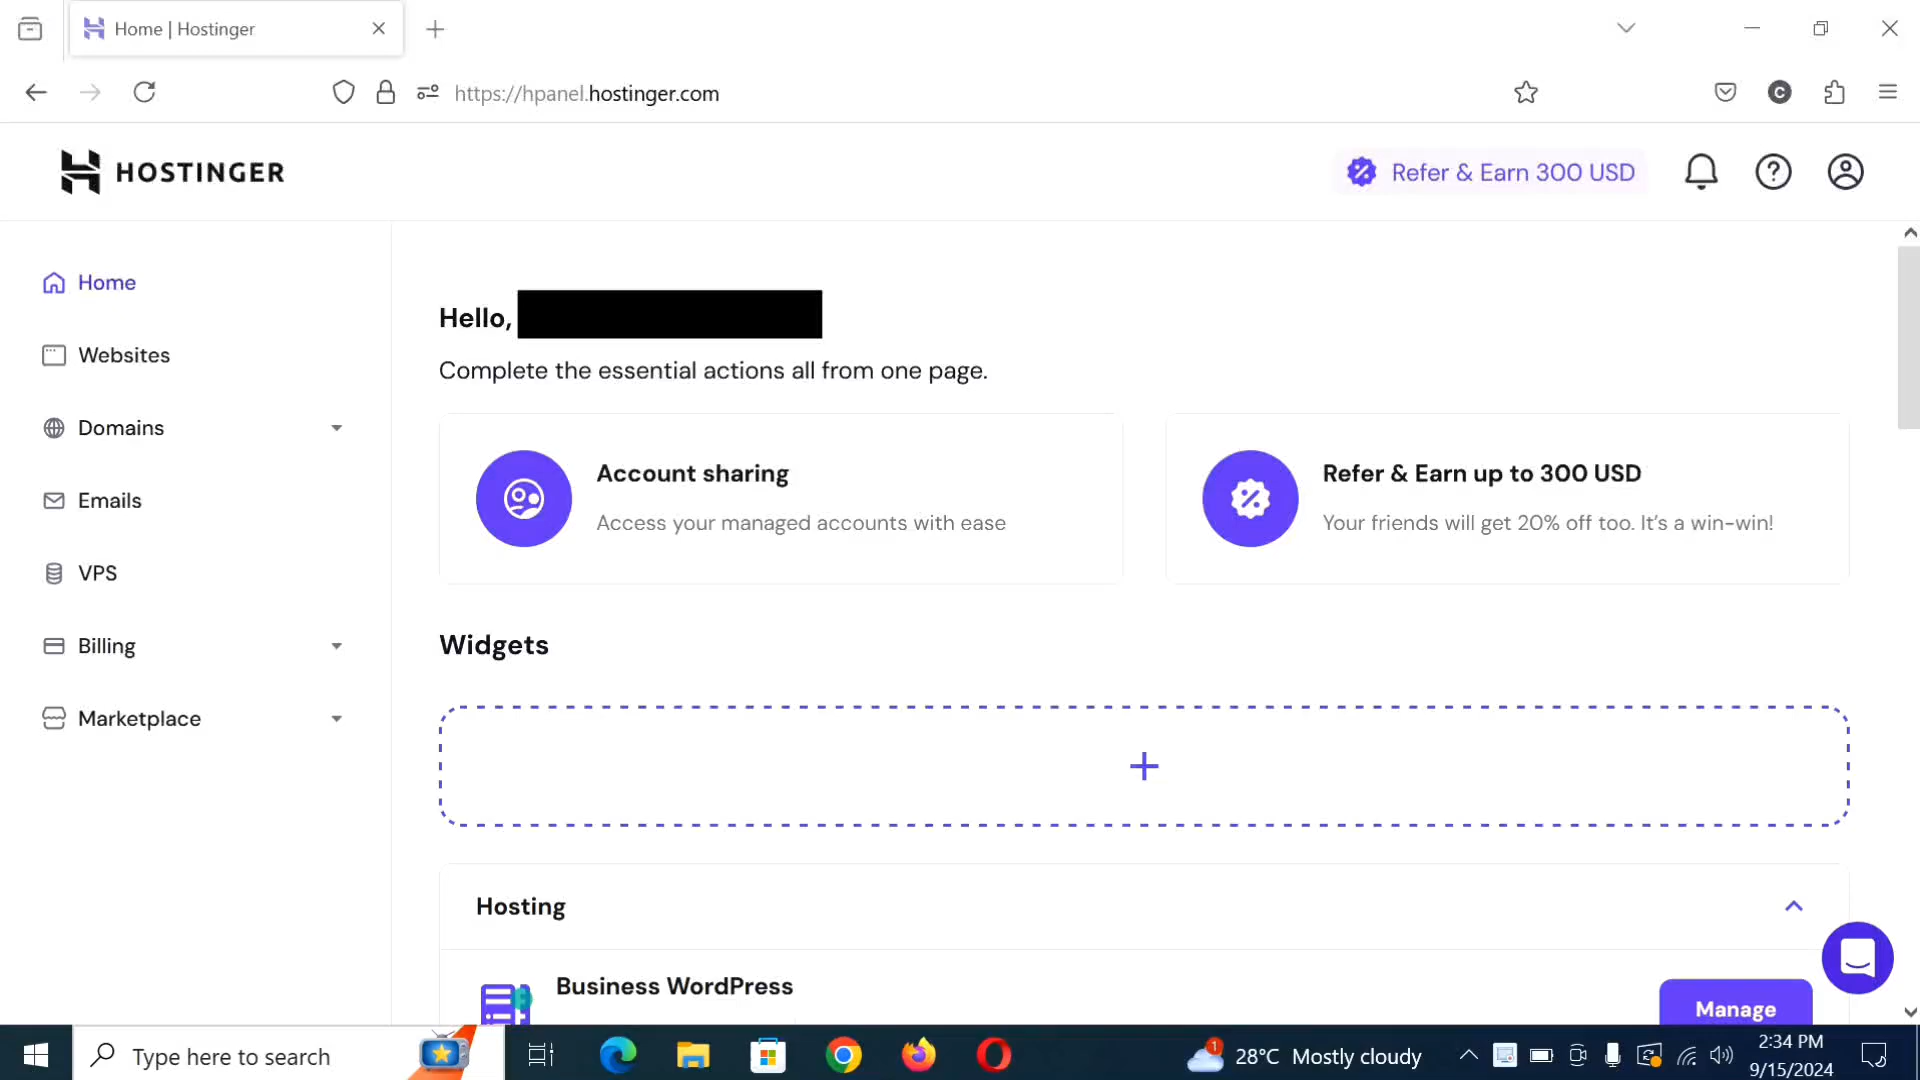 Home | Hostinger
https://hpanel.hostinger.com
C
HOSTINGER
Refer & Earn 300 USD
Home
Websites
Domains
Emails
VPS
Billing
Marketplace
Hello,
Complete the essential actions all from one page.
Account sharing
Access your managed accounts with ease
Refer & Earn up to 300 USD
Your friends will get 20% off too. It's a win-win!
Widgets
Hosting
Business WordPress
Manage
Type here to search
1
28°C Mostly cloudy
2:34 PM
9/15/2024